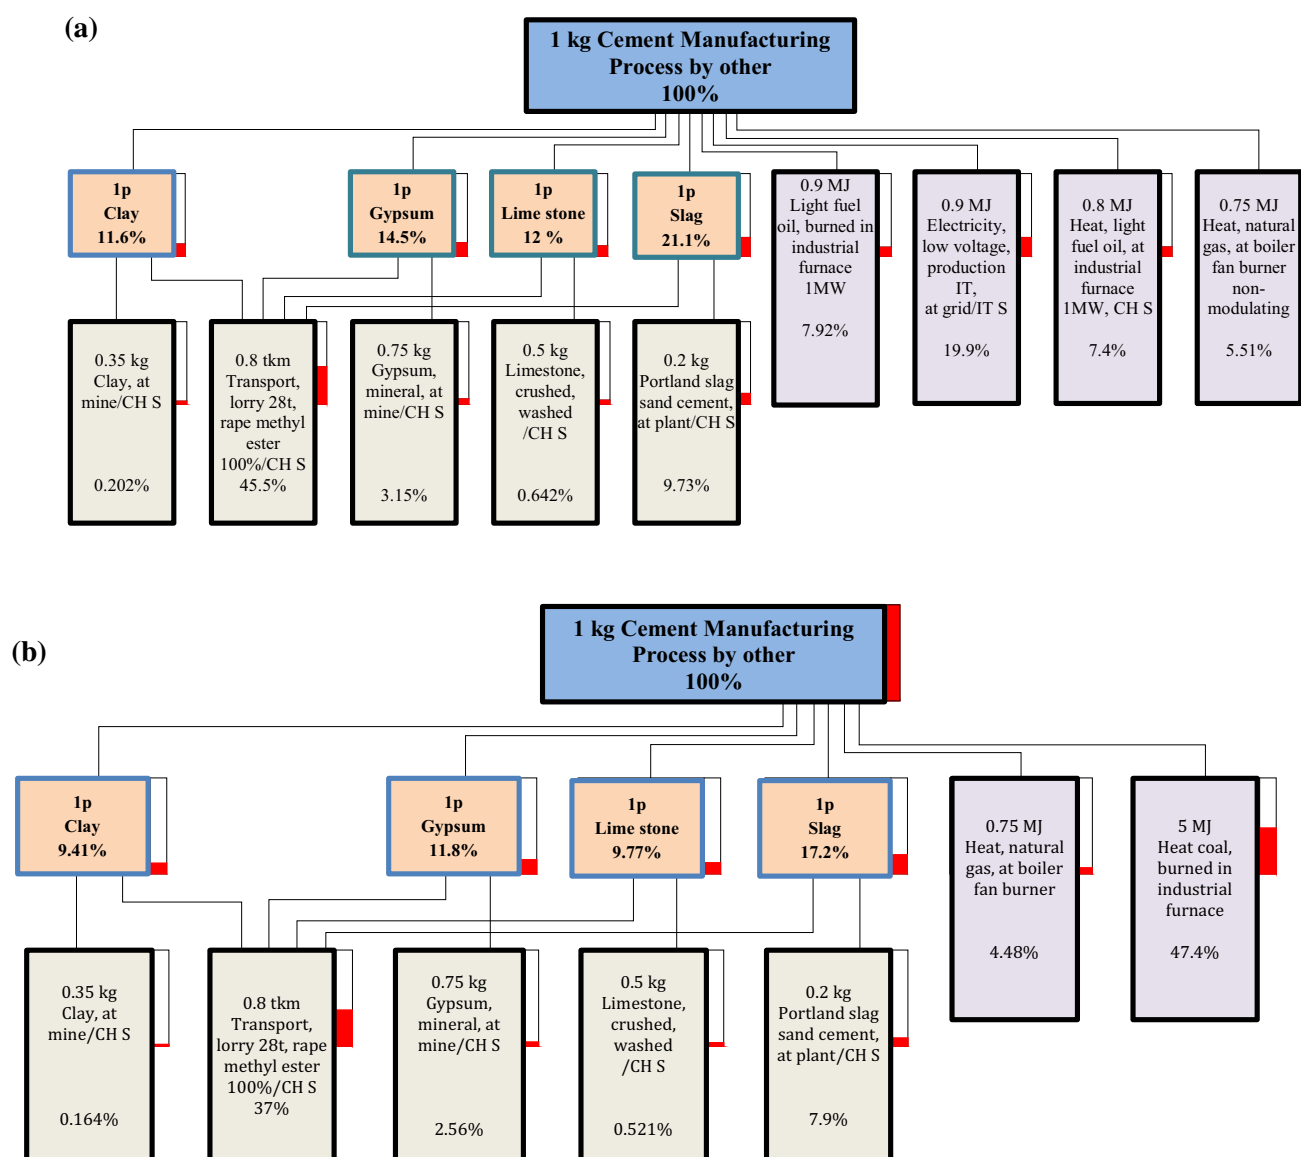 (a)
1 kg Cement Manufacturing
Process by other
100%
1p
Clay
11.6%
1p
Gypsum
14.5%
1p
Lime stone
12 %
1p
Slag
21.1%
0.9 MJ
Light fuel
oil, burned in
industrial
furnace
1MW
7.92%
0.9 MJ
Electricity,
low voltage,
production
IT,
at grid/IT S
19.9%
0.8 MJ
Heat, light
fuel oil, at
industrial
furnace
1MW, CH S
7.4%
0.75 MJ
Heat, natural
gas, at boiler
fan burner
non-
modulating
5.51%
0.35 kg
Clay, at
mine/CH S
0.202%
0.8 tkm
Transport,
lorry 28t,
rape methyl
ester
100%/CH S
45.5%
0.75 kg
Gypsum,
mineral, at
mine/CH S
3.15%
0.5 kg
Limestone,
crushed,
washed
/CH S
0.642%
0.2 kg
Portland slag
sand cement,
at plant/CH S
9.73%
(b)
1 kg Cement Manufacturing
Process by other
100%
1p
Clay
9.41%
1p
Gypsum
11.8%
1p
Lime stone
9.77%
1p
Slag
17.2%
0.75 MJ
Heat, natural
gas, at boiler
fan burner
4.48%
5 MJ
Heat coal,
burned in
industrial
furnace
47.4%
0.35 kg
Clay, at
mine/CH S
0.164%
0.8 tkm
Transport,
lorry 28t, rape
methyl ester
100%/CH S
37%
0.75 kg
Gypsum,
mineral, at
mine/CH S
2.56%
0.5 kg
Limestone,
crushed,
washed
/CH S
0.521%
0.2 kg
Portland slag
sand cement,
at plant/CH S
7.9%